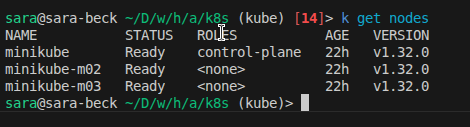 sara@sara-beck ~/D/w/h/a/k8s (kube) [14]> k get nodes
NAME           STATUS   ROLES           AGE   VERSION
minikube       Ready    control-plane   22h   v1.32.0
minikube-m02   Ready    <none>          22h   v1.32.0
minikube-m03   Ready    <none>          22h   v1.32.0
sara@sara-beck ~/D/w/h/a/k8s (kube)>